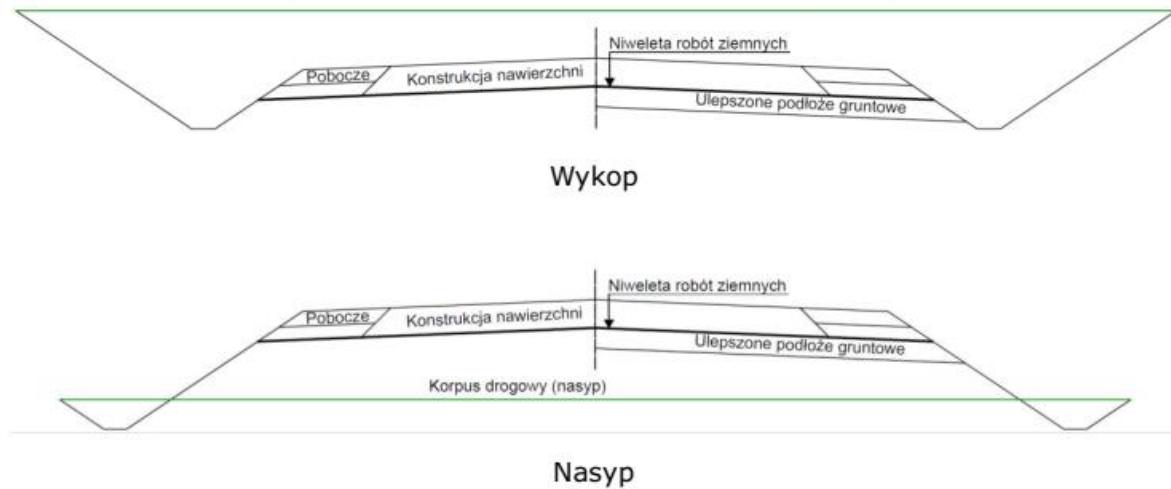 Niweleta robót ziemnych
Pobocze
Konstrukcja nawierzchni
Ulepszone podłoże gruntowe
Wykop
Niweleta robót ziemnych
Pobocze
Konstrukcja nawierzchni
Ulepszone podłoże gruntowe
Korpus drogowy (nasyp)
Nasyp